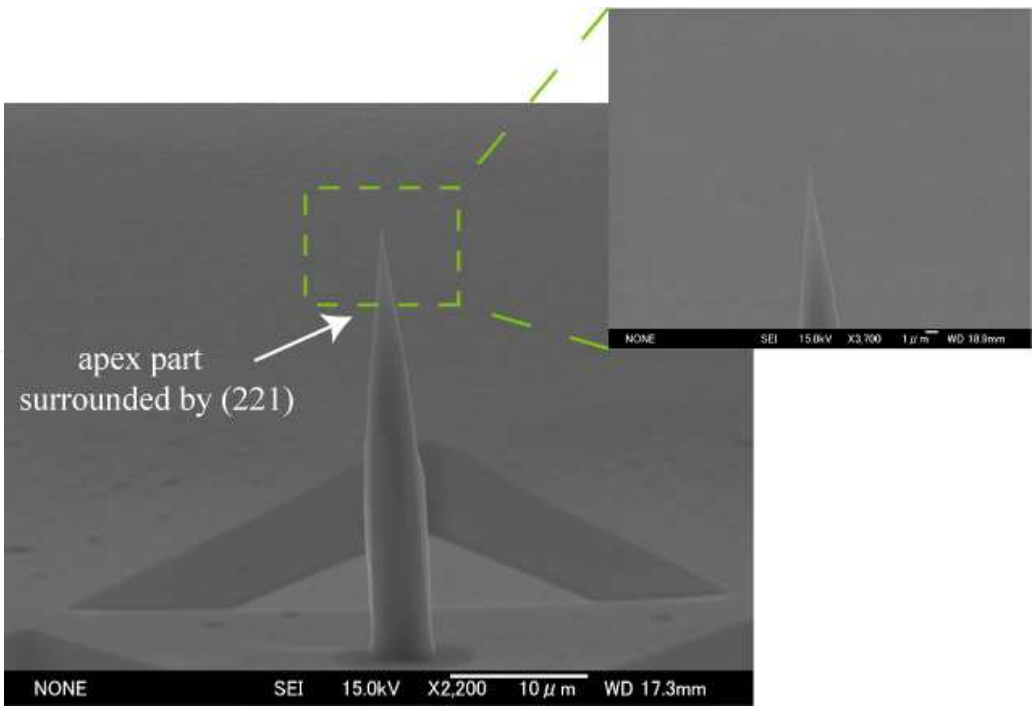 NONE SEI 15.0kV X3,700 1μm WD 18.9mm
apex part
surrounded by (221)
NONE SEI 15.0kV X2,200 10μm WD 17.3mm